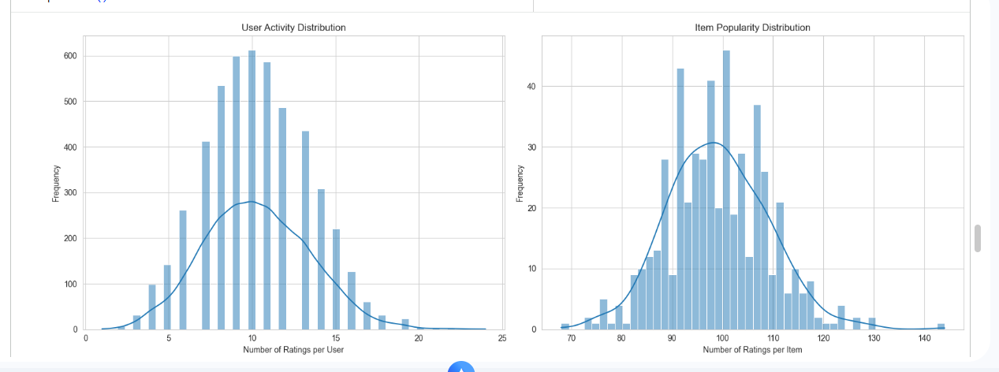 User Activity Distribution
600
500
400
300
200
100
0
Frequency
0 5 10 15 20 25
Number of Ratings per User
Item Popularity Distribution
40
30
20
10
0
Frequency
70 80 90 100 110 120 130 140
Number of Ratings per Item